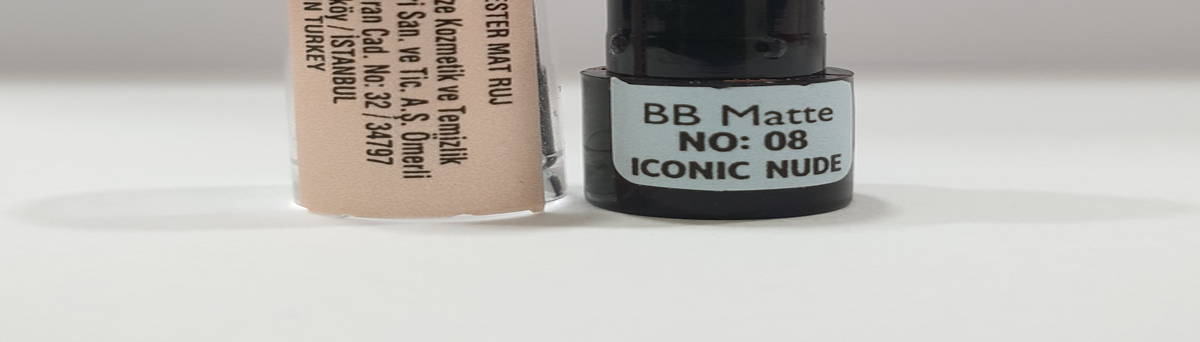 ESTER MAT RUJ
ze Kozmetik ve Temizlik
i San. ve Tic. A.Ş. Ömerli
ran Cad. No: 32 / 34797
köy / İSTANBUL
N TURKEY
BB Matte
NO: 08
ICONIC NUDE